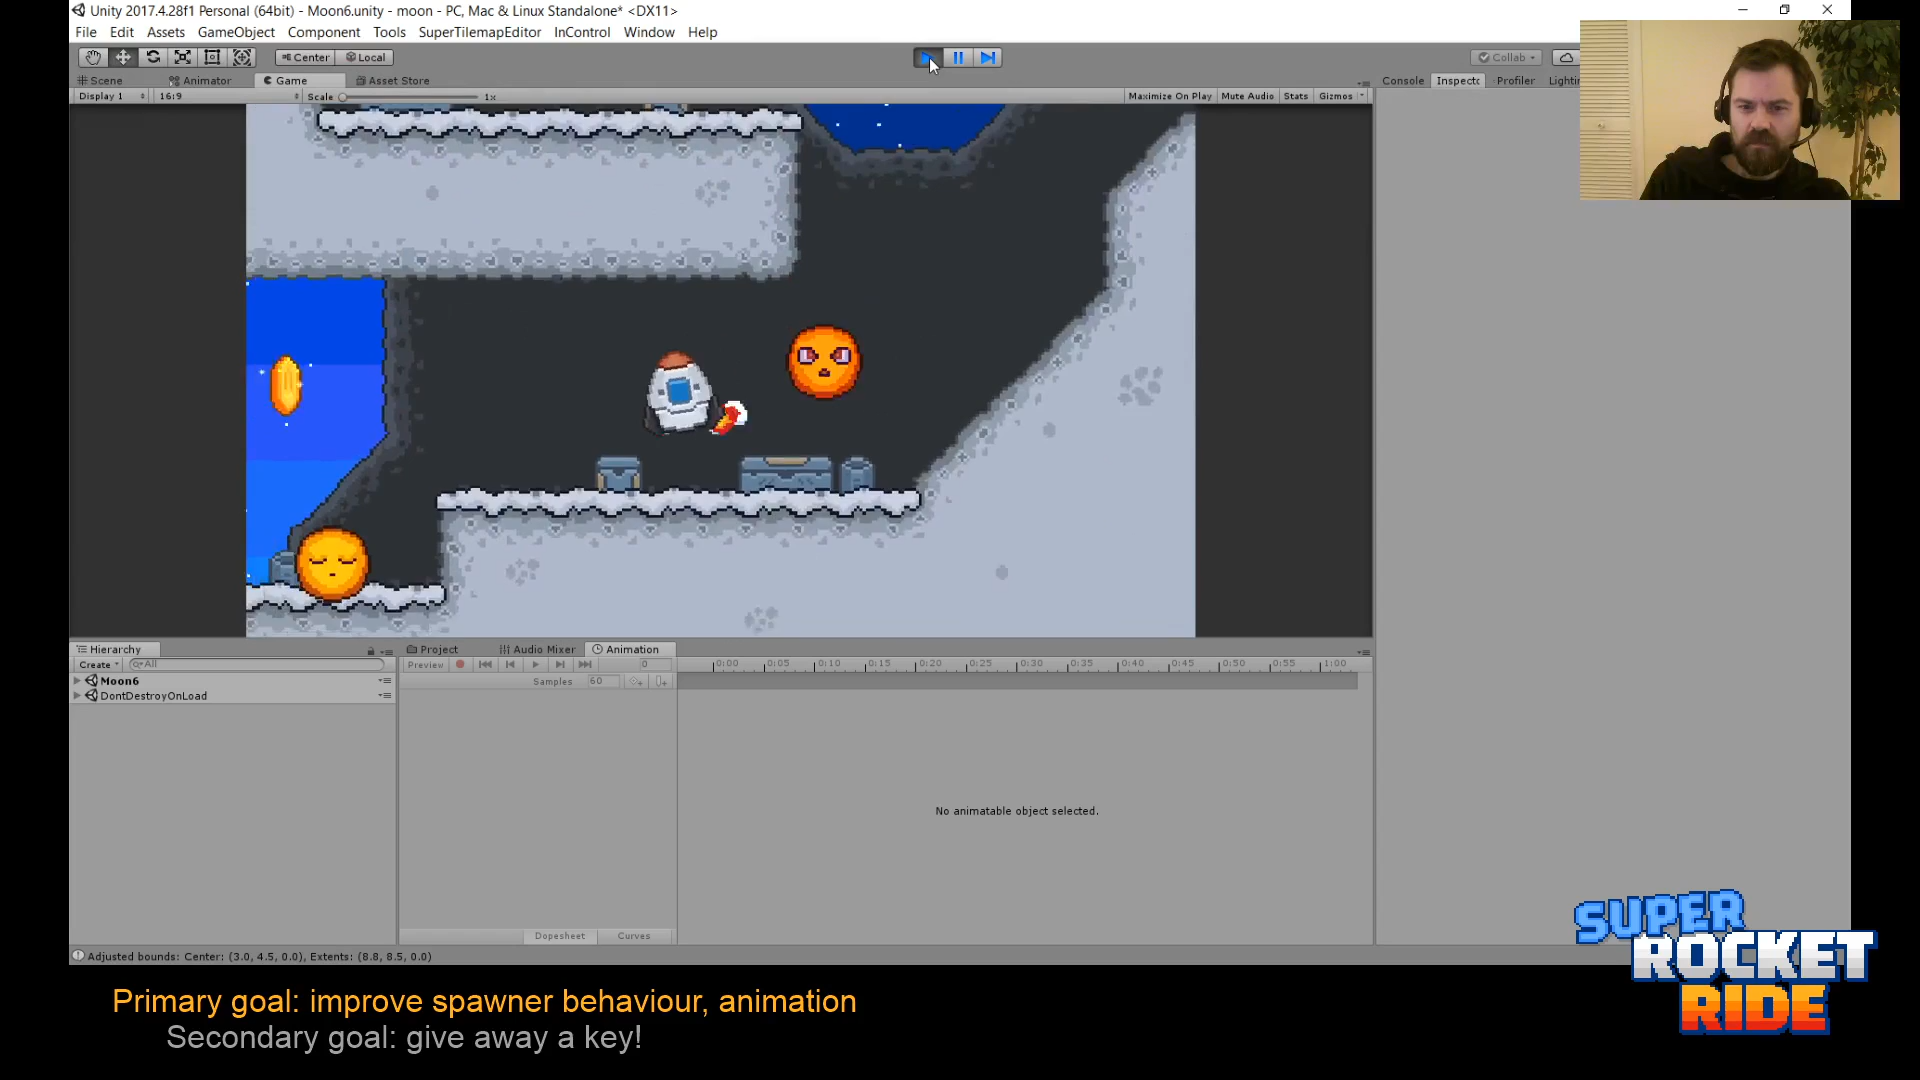 Unity 2017.4.28f1 Personal (64bit) - Moon6.unity - moon - PC, Mac & Linux Standalone* <DX11>
File Edit Assets GameObject Component Tools SuperTilemapEditor InControl Window Help
Center Local Collab
Scene Animator Game Asset Store Console Inspecto Profiler Lightin
Display 1 16:9 Scale 1x Maximize On Play Mute Audio Stats Gizmos
Hierarchy Project Audio Mixer Animation
Create All Preview 0 0:00 0:05 0:10 0:15 0:20 0:25 0:30 0:35 0:40 0:45 0:50 0:55 1:00
Moon6 Samples 60
DontDestroyOnLoad
No animatable object selected.
Dopesheet Curves
Adjusted bounds: Center: (3.0, 4.5, 0.0), Extents: (8.8, 8.5, 0.0)
Primary goal: improve spawner behaviour, animation
Secondary goal: give away a key!
SUPER
ROCKET
RIDE